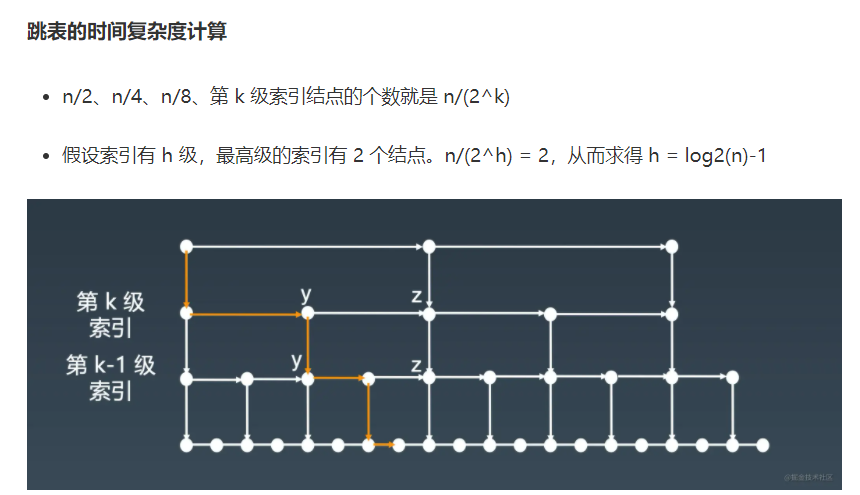 跳表的时间复杂度计算
n/2、n/4、n/8、第 k 级索引结点的个数就是 n/(2^k)
假设索引有 h 级，最高级的索引有 2 个结点。n/(2^h) = 2，从而求得 h = log2(n)-1
y
z
第 k 级
索引
y
z
第 k-1 级
索引
@掘金技术社区